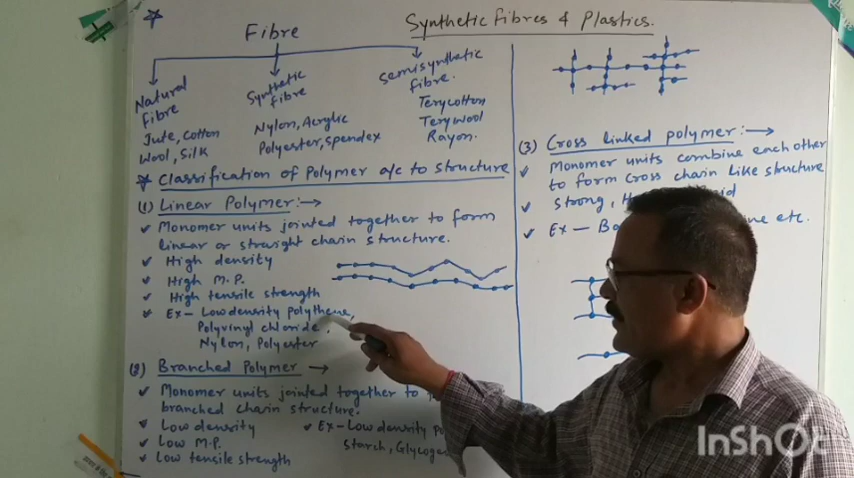 Synthetic Fibres & Plastics.
Fibre
Natural Fibre
Jute, Cotton
Wool, Silk
Synthetic fibre
Nylon, Acrylic
Polyester, Spendex
Semisynthetic fibre.
Terycotton
Terywool
Rayon.
Classification of Polymer a/c to structure
(1) Linear Polymer:→
Monomer units jointed together to form
linear or straight chain structure.
High density
High M.P.
High tensile strength
Ex- Low density polythene,
Polyvinyl chloride,
Nylon, Polyester
(2) Branched Polymer →
Monomer units jointed together to
branched chain structure.
Low density
Low M.P.
Low tensile strength
Ex- Low density
Starch,
(3) Cross linked polymer:→
Monomer units combine each other
to form cross chain like structure
Strong,
Ex- etc.
InShOt